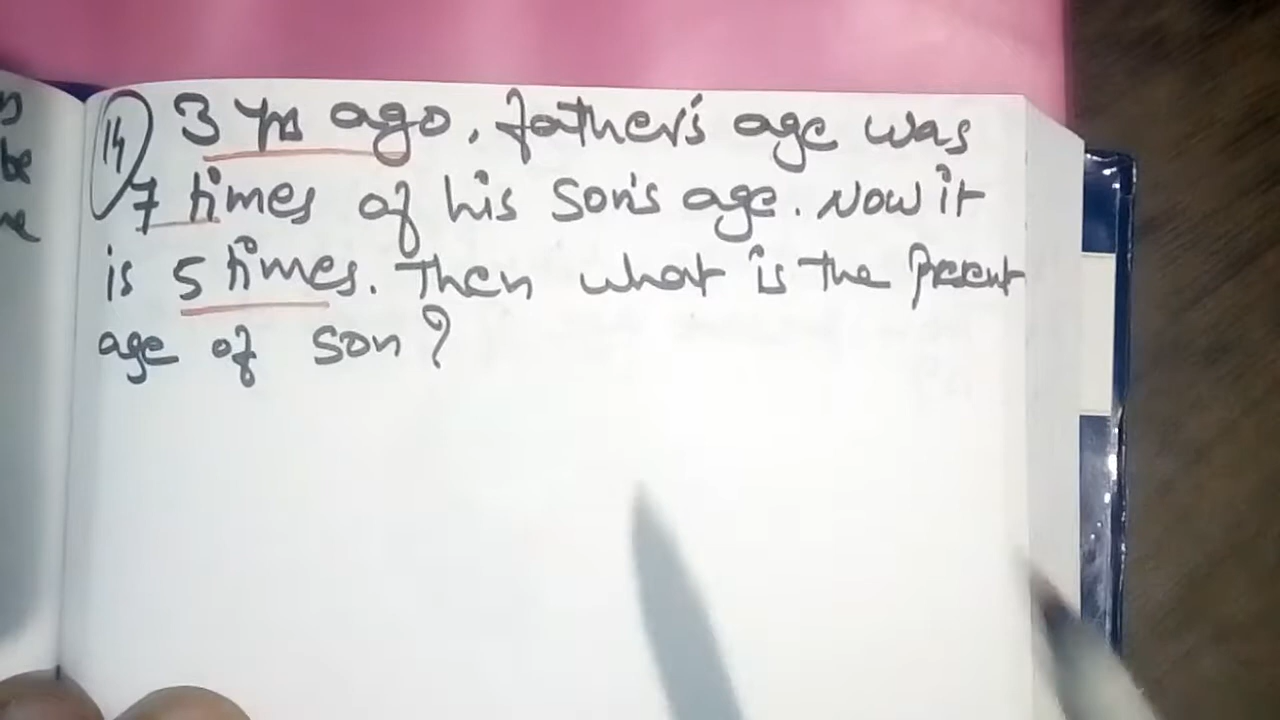 14) 3 yrs ago, father's age was
7 times of his son's age. Now it
is 5 times. Then what is the Present
age of son?
be